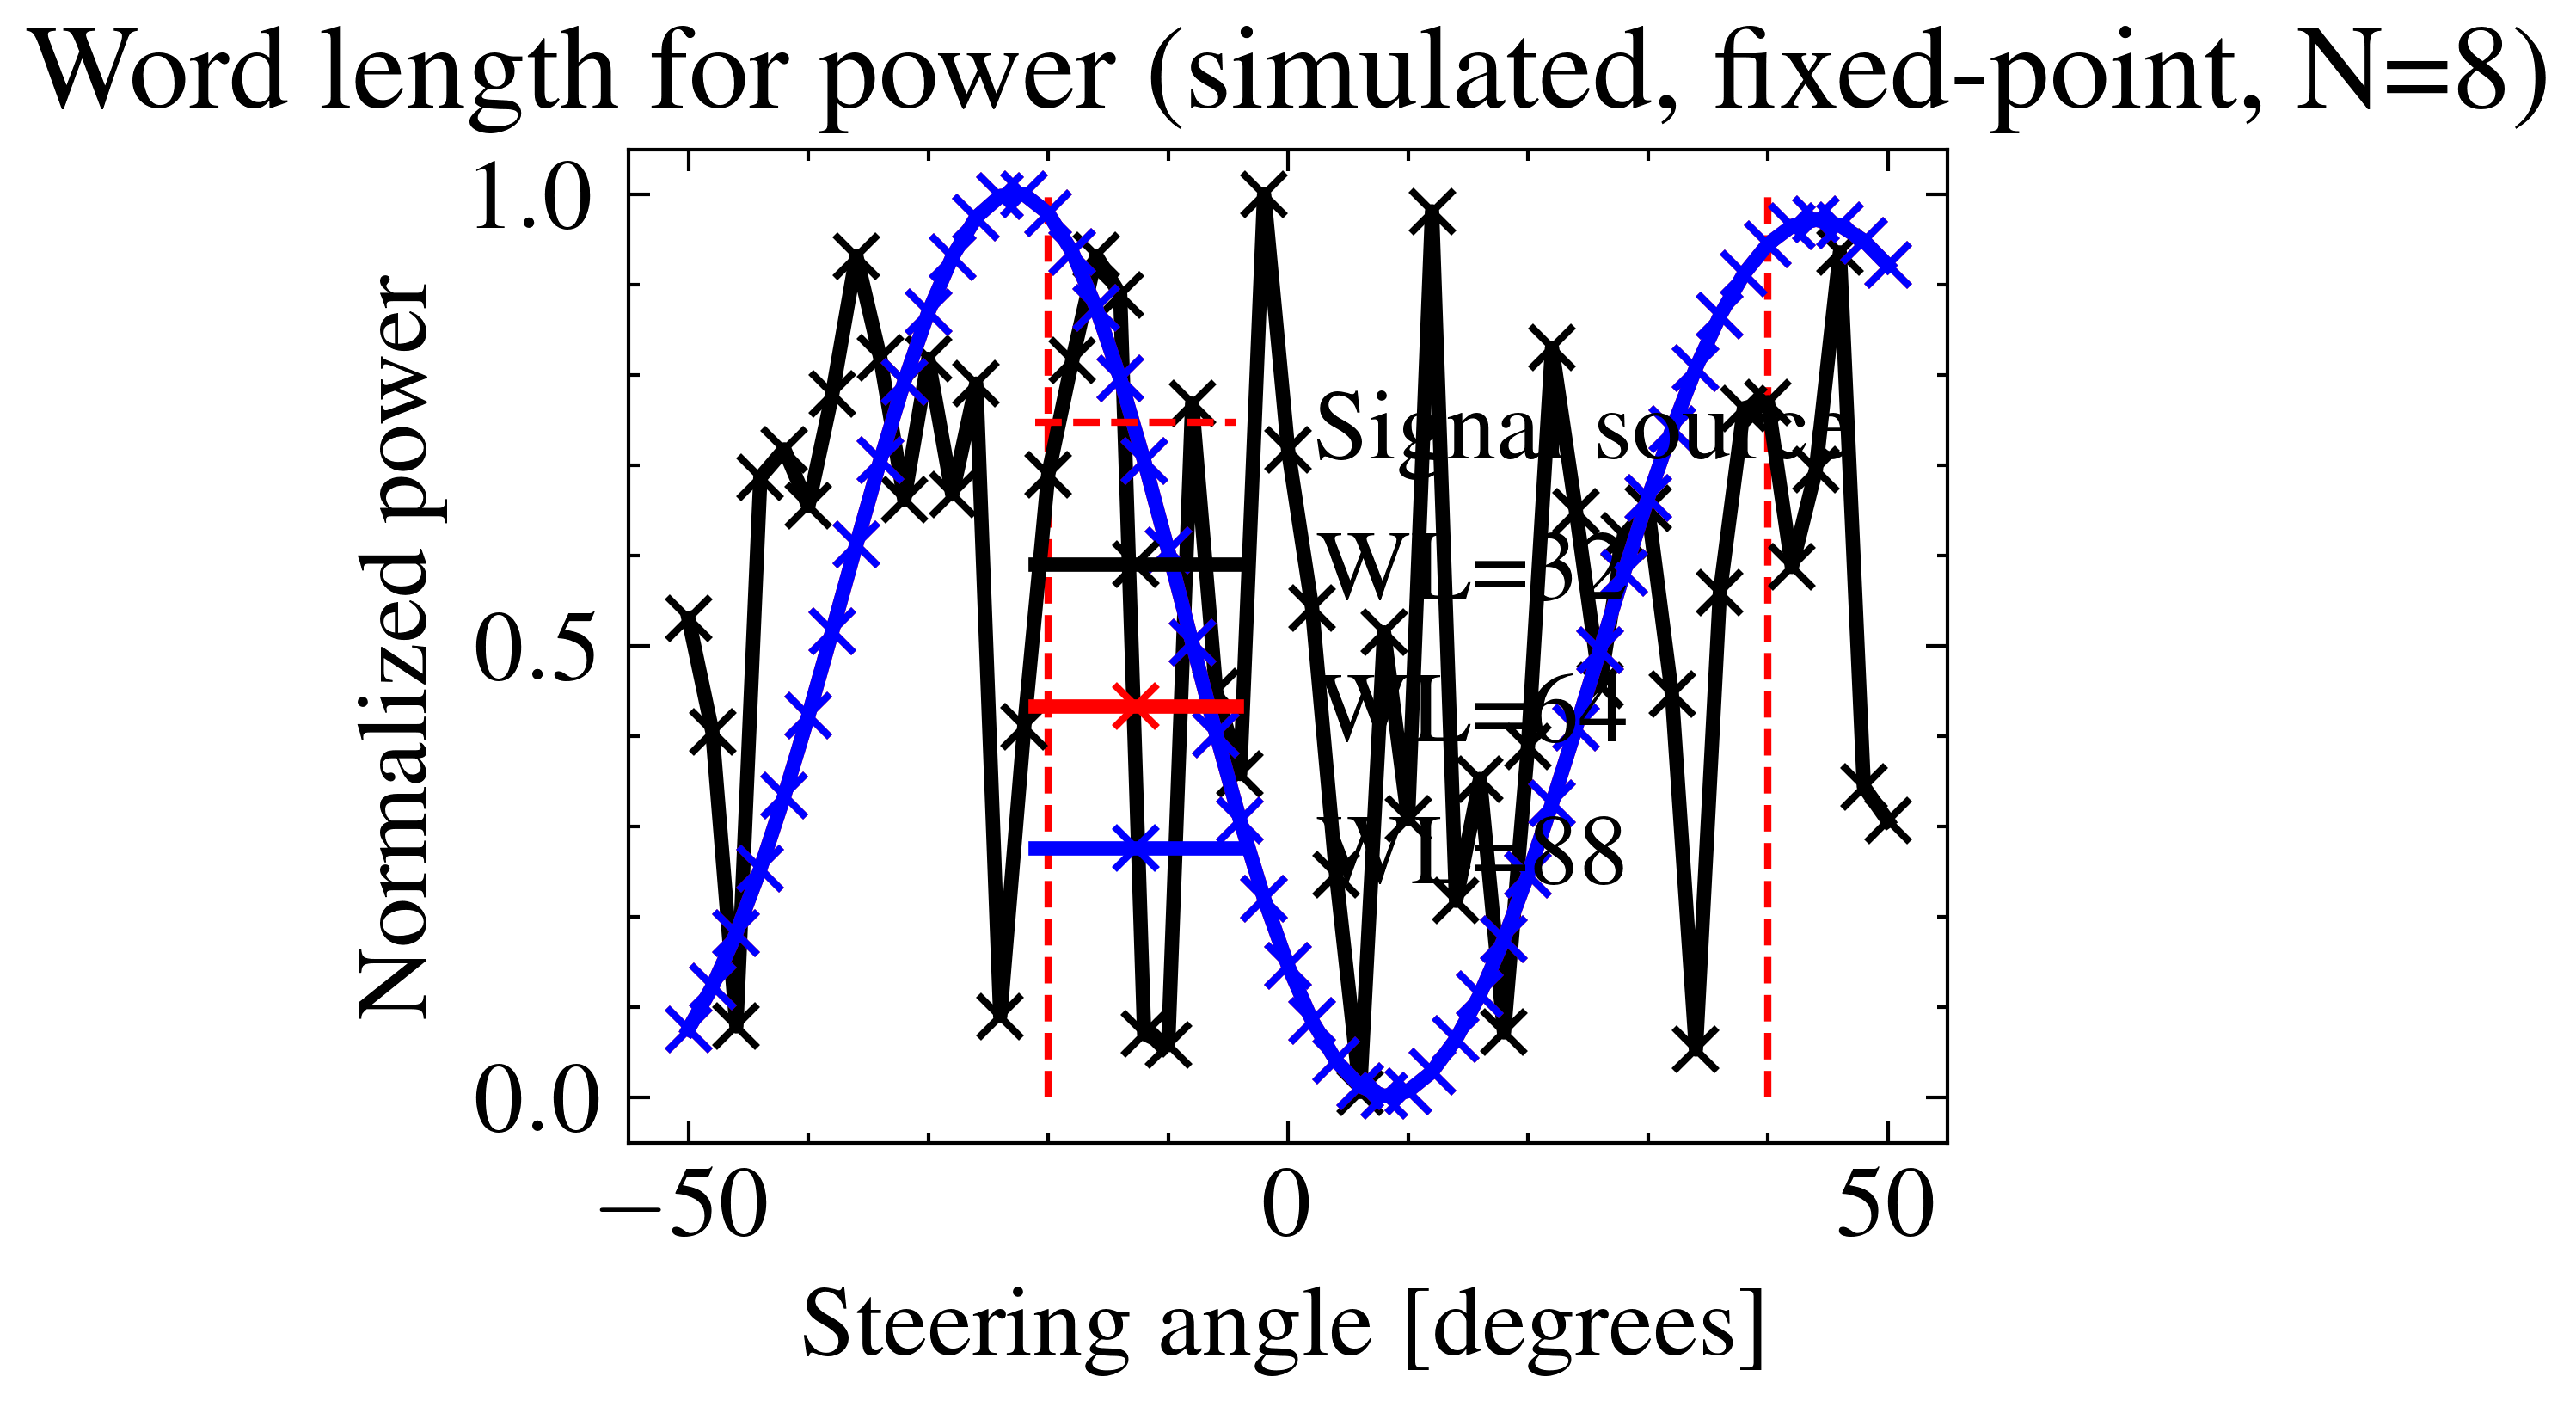 Word length for power (simulated, fixed-point, N=8)
Normalized power
1.0
0.5
0.0
Signal source
WL=32
WL=64
WL=88
−50
0
50
Steering angle [degrees]